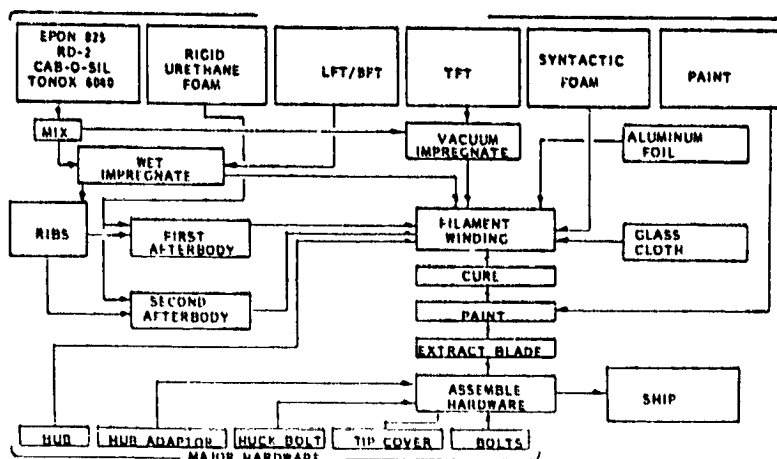 EPON 825
RD-2
CAB-O-SIL
TONOX 6040
RIGID
URETHANE
FOAM
LFT/BFT
TFT
SYNTACTIC
FOAM
PAINT
MIX
VACUUM
IMPREGNATE
ALUMINUM
FOIL
WET
IMPREGNATE
RIBS
FIRST
AFTERBODY
FILAMENT
WINDING
GLASS
CLOTH
CURE
SECOND
AFTERBODY
PAINT
EXTRACT BLADE
ASSEMBLE
HARDWARE
SHIP
HUB
HUB ADAPTOR
HUCK BOLT
TIP COVER
BOLTS
MAJOR HARDWARE